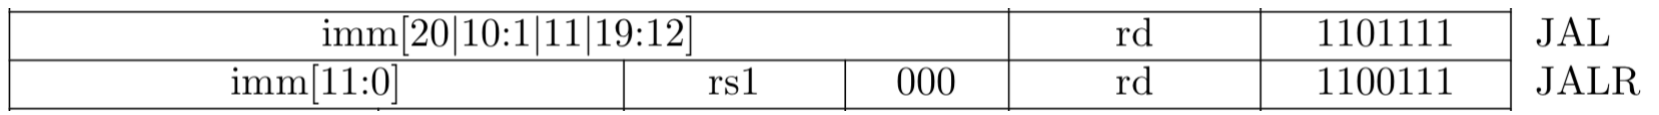 imm[20|10:1|11|19:12] rd 1101111 JAL
imm[11:0] rs1 000 rd 1100111 JALR